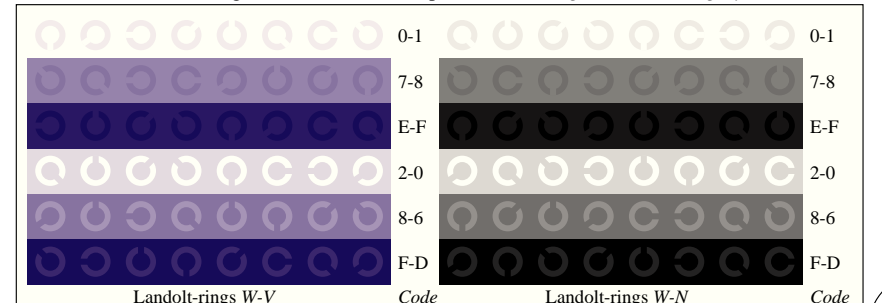 0-1 0-1
7-8 7-8
E-F E-F
2-0 2-0
8-6 8-6
F-D F-D
Landolt-rings W-V Code Landolt-rings W-N Code